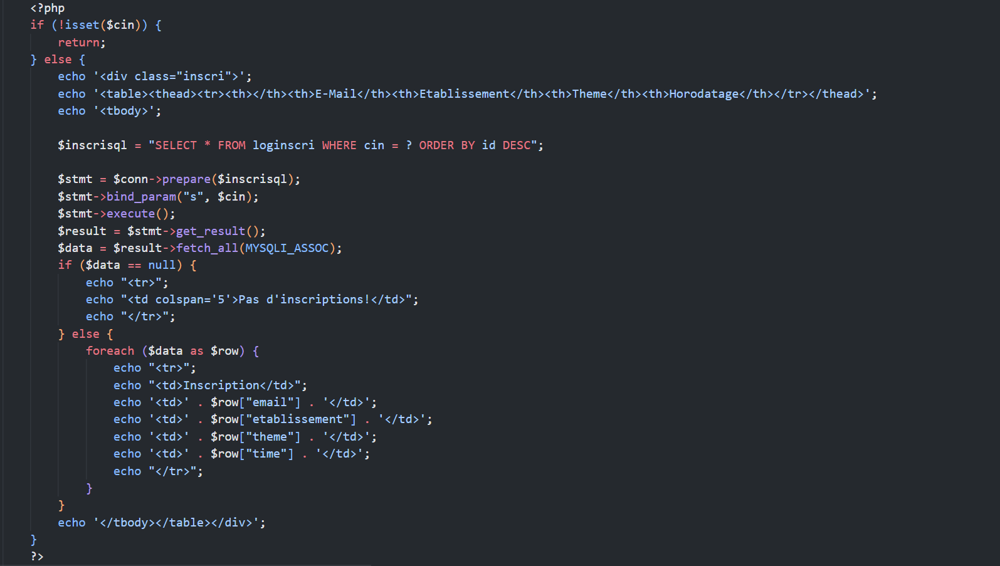 <?php
if (!isset($cin)) {
    return;
} else {
    echo '<div class="inscri">';
    echo '<table><thead><tr><th></th><th>E-Mail</th><th>Etablissement</th><th>Theme</th><th>Horodatage</th></tr></thead>';
    echo '<tbody>';

    $inscrisql = "SELECT * FROM loginscri WHERE cin = ? ORDER BY id DESC";

    $stmt = $conn->prepare($inscrisql);
    $stmt->bind_param("s", $cin);
    $stmt->execute();
    $result = $stmt->get_result();
    $data = $result->fetch_all(MYSQLI_ASSOC);
    if ($data == null) {
        echo "<tr>";
        echo "<td colspan='5'>Pas d'inscriptions!</td>";
        echo "</tr>";
    } else {
        foreach ($data as $row) {
            echo "<tr>";
            echo "<td>Inscription</td>";
            echo '<td>' . $row["email"] . '</td>';
            echo '<td>' . $row["etablissement"] . '</td>';
            echo '<td>' . $row["theme"] . '</td>';
            echo '<td>' . $row["time"] . '</td>';
            echo "</tr>";
        }
    }
    echo '</tbody></table></div>';
}
?>